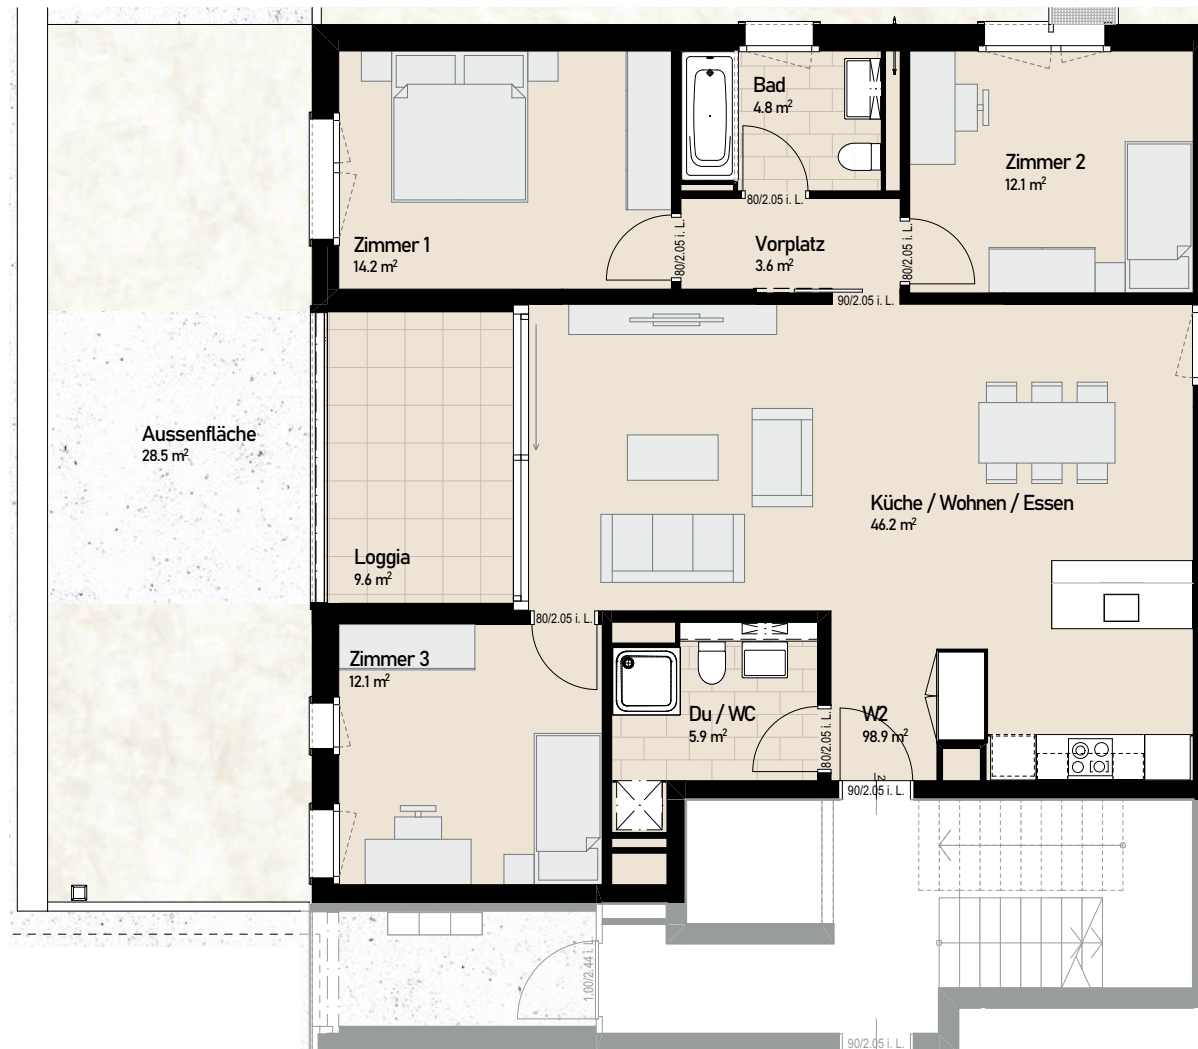 Bad
4.8 m²
Zimmer 2
12.1 m²
80/2.05 i. L.
Zimmer 1
14.2 m²
80/2.05 i. L.
Vorplatz
3.6 m²
80/2.05 i. L.
90/2.05 i. L.
Aussenfläche
28.5 m²
Küche / Wohnen / Essen
46.2 m²
Loggia
9.6 m²
80/2.05 i. L.
Zimmer 3
12.1 m²
Du / WC
5.9 m²
80/2.05 i. L.
W2
98.9 m²
2
90/2.05 i. L.
1.00/2.44 i. L.
90/2.05 i. L.